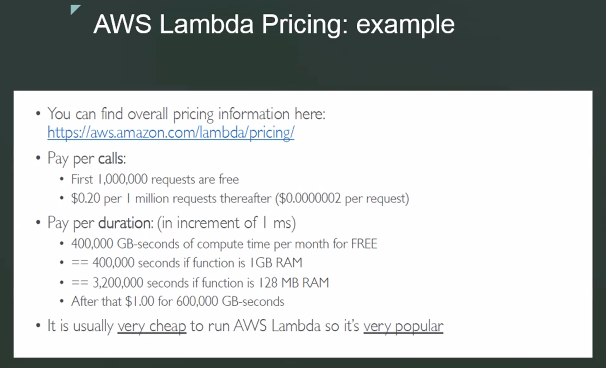 AWS Lambda Pricing: example
• You can find overall pricing information here:
https://aws.amazon.com/lambda/pricing/
• Pay per calls:
• First 1,000,000 requests are free
• $0.20 per 1 million requests thereafter ($0.0000002 per request)
• Pay per duration: (in increment of 1 ms)
• 400,000 GB-seconds of compute time per month for FREE
• == 400,000 seconds if function is 1GB RAM
• == 3,200,000 seconds if function is 128 MB RAM
• After that $1.00 for 600,000 GB-seconds
• It is usually very cheap to run AWS Lambda so it's very popular